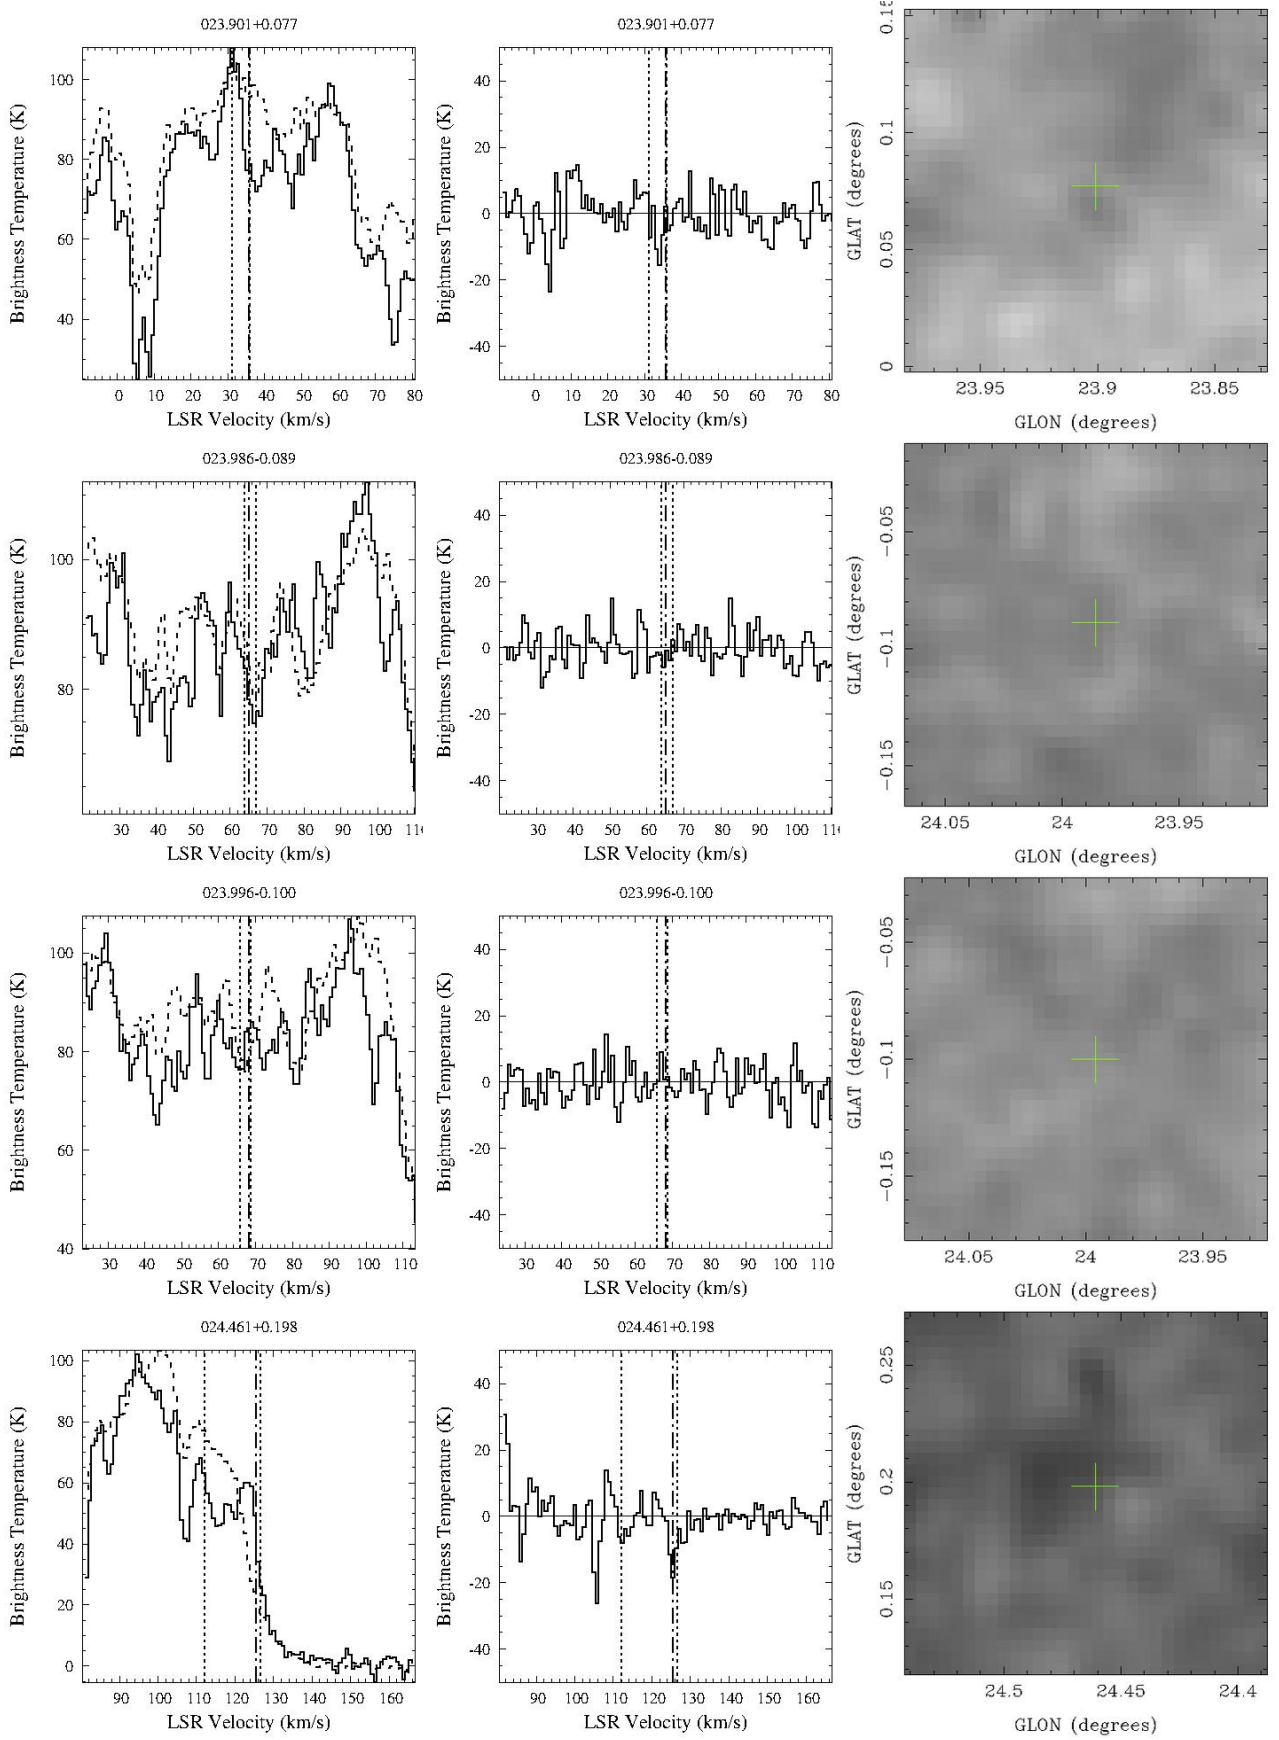 023.901+0.077
Brightness Temperature (K)
100
80
60
40
0 10 20 30 40 50 60 70 80
LSR Velocity (km/s)
023.901+0.077
Brightness Temperature (K)
40
20
0
-20
-40
0 10 20 30 40 50 60 70 80
LSR Velocity (km/s)
GLAT (degrees)
0.15
0.1
0.05
0
23.95 23.9 23.85
GLON (degrees)
023.986-0.089
Brightness Temperature (K)
100
80
30 40 50 60 70 80 90 100
LSR Velocity (km/s)
023.986-0.089
Brightness Temperature (K)
40
20
0
-20
-40
30 40 50 60 70 80 90 100
LSR Velocity (km/s)
GLAT (degrees)
-0.05
-0.1
-0.15
24.05 24 23.95
GLON (degrees)
023.996-0.100
Brightness Temperature (K)
100
80
60
40
30 40 50 60 70 80 90 100 110
LSR Velocity (km/s)
023.996-0.100
Brightness Temperature (K)
40
20
0
-20
-40
30 40 50 60 70 80 90 100 110
LSR Velocity (km/s)
GLAT (degrees)
-0.05
-0.1
-0.15
24.05 24 23.95
GLON (degrees)
024.461+0.198
Brightness Temperature (K)
100
80
60
40
20
0
90 100 110 120 130 140 150 160
LSR Velocity (km/s)
024.461+0.198
Brightness Temperature (K)
40
20
0
-20
-40
90 100 110 120 130 140 150 160
LSR Velocity (km/s)
GLAT (degrees)
0.25
0.2
0.15
24.5 24.45 24.4
GLON (degrees)